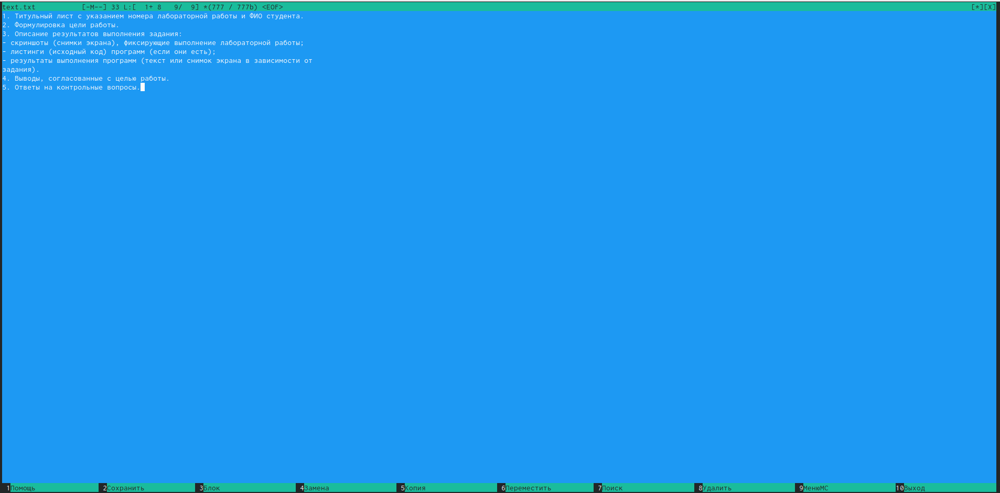 text.txt [-M--] 33 L:[ 1+ 8 9/ 9] *(777 / 777b) <EOF> [*][X]
1. Титульный лист с указанием номера лабораторной работы и ФИО студента.
2. Формулировка цели работы.
3. Описание результатов выполнения задания:
- скриншоты (снимки экрана), фиксирующие выполнение лабораторной работы;
- листинги (исходный код) программ (если они есть);
- результаты выполнения программ (текст или снимок экрана в зависимости от
задания).
4. Выводы, согласованные с целью работы.
5. Ответы на контрольные вопросы.
1Помощь 2Сохранить 3Блок 4Замена 5Копия 6Переместить 7Поиск 8Удалить 9МенюMC 10Выход